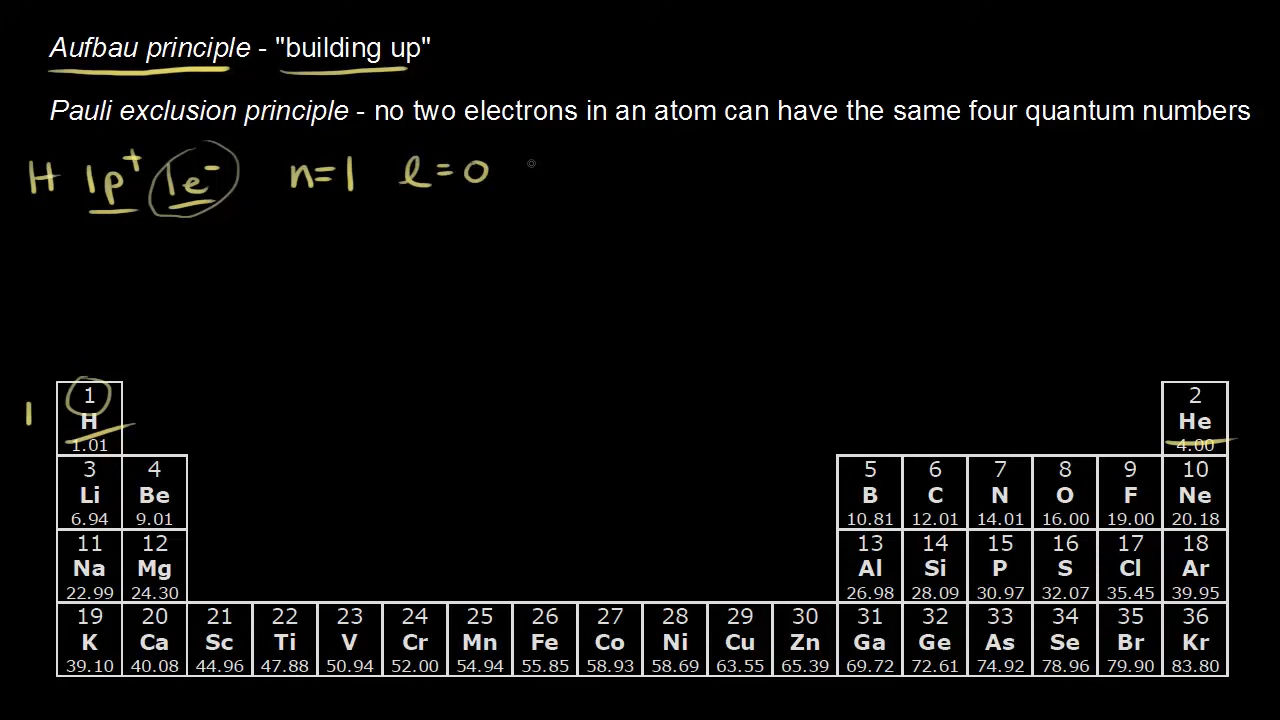 Aufbau principle - "building up"
Pauli exclusion principle - no two electrons in an atom can have the same four quantum numbers
H 1p⁺ 1e⁻ n=1 l=0
1 2
1 H He
1.01 4.00
3 4 5 6 7 8 9 10
Li Be B C N O F Ne
6.94 9.01 10.81 12.01 14.01 16.00 19.00 20.18
11 12 13 14 15 16 17 18
Na Mg Al Si P S Cl Ar
22.99 24.30 26.98 28.09 30.97 32.07 35.45 39.95
19 20 21 22 23 24 25 26 27 28 29 30 31 32 33 34 35 36
K Ca Sc Ti V Cr Mn Fe Co Ni Cu Zn Ga Ge As Se Br Kr
39.10 40.08 44.96 47.88 50.94 52.00 54.94 55.85 58.93 58.69 63.55 65.39 69.72 72.61 74.92 78.96 79.90 83.80